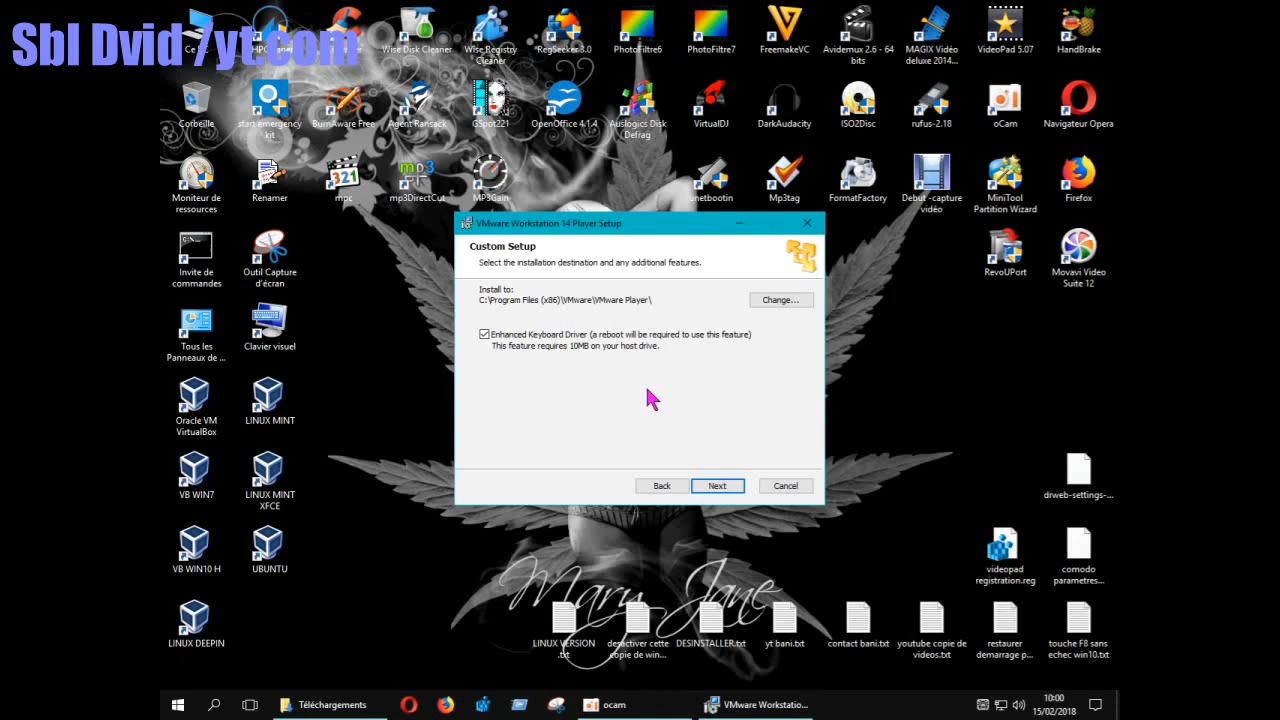 Sbl Dvid 7yt.com
Wise Disk Cleaner
Wise Registry
Cleaner
RegSeeker 3.0
PhotoFiltre6
PhotoFiltre7
FreemakeVC
Avidemux 2.6 - 64
bits
MAGIX Vidéo
deluxe 2014...
VideoPad 5.07
HandBrake
Corbeille
start emergency
kit
BurnAware Free
Agent Ransack
GSpot221
OpenOffice 4.1.4
Auslogics Disk
Defrag
VirtualDJ
DarkAudacity
ISO2Disc
rufus-2.18
oCam
Navigateur Opera
Moniteur de
ressources
Renamer
321
mpc
mp3
mp3DirectCut
MP3Gain
unetbootin
Mp3tag
FormatFactory
Debut -capture
vidéo
MiniTool
Partition Wizard
Firefox
Invite de
commandes
Outil Capture
d'écran
RevoUPort
Movavi Video
Suite 12
Tous les
Panneaux de ...
Clavier visuel
Oracle VM
VirtualBox
LINUX MINT
VB WIN7
LINUX MINT
XFCE
VB WIN10 H
UBUNTU
LINUX DEEPIN
VMware Workstation 14 Player Setup
Custom Setup
Select the installation destination and any additional features.
Install to:
C:\Program Files (x86)\VMware\VMware Player\
Change...
Enhanced Keyboard Driver (a reboot will be required to use this feature)
This feature requires 10MB on your host drive.
Back
Next
Cancel
drweb-settings-...
videopad
registration.reg
comodo
parametres...
Mary Jane
LINUX VERSION
.txt
desactiver cette
copie de win...
DESINSTALLER.txt
yt bani.txt
contact bani.txt
youtube copie de
videos.txt
restaurer
demarrage p...
touche F8 sans
echec win10.txt
Téléchargements
ocam
VMware Workstatio...
10:00
15/02/2018